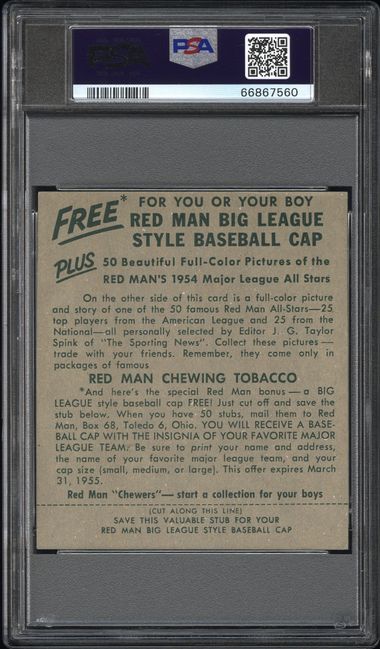 PSA
66867560
FREE* FOR YOU OR YOUR BOY
RED MAN BIG LEAGUE
STYLE BASEBALL CAP
PLUS 50 Beautiful Full-Color Pictures of the
RED MAN'S 1954 Major League All Stars
On the other side of this card is a full-color picture
and story of one of the 50 famous Red Man All-Stars—25
top players from the American League and 25 from the
National—all personally selected by Editor J. G. Taylor
Spink of "The Sporting News". Collect these pictures—
trade with your friends. Remember, they come only in
packages of famous
RED MAN CHEWING TOBACCO
*And here's the special Red Man bonus—a BIG
LEAGUE style baseball cap FREE! Just cut off and save the
stub below. When you have 50 stubs, mail them to Red
Man, Box 68, Toledo 6, Ohio. YOU WILL RECEIVE A BASE-
BALL CAP WITH THE INSIGNIA OF YOUR FAVORITE MAJOR
LEAGUE TEAM. Be sure to print your name and address,
the name of your favorite major league team, and your
cap size (small, medium, or large). This offer expires March
31, 1955.
Red Man "Chewers"—start a collection for your boys
(CUT ALONG THIS LINE)
SAVE THIS VALUABLE STUB FOR YOUR
RED MAN BIG LEAGUE STYLE BASEBALL CAP